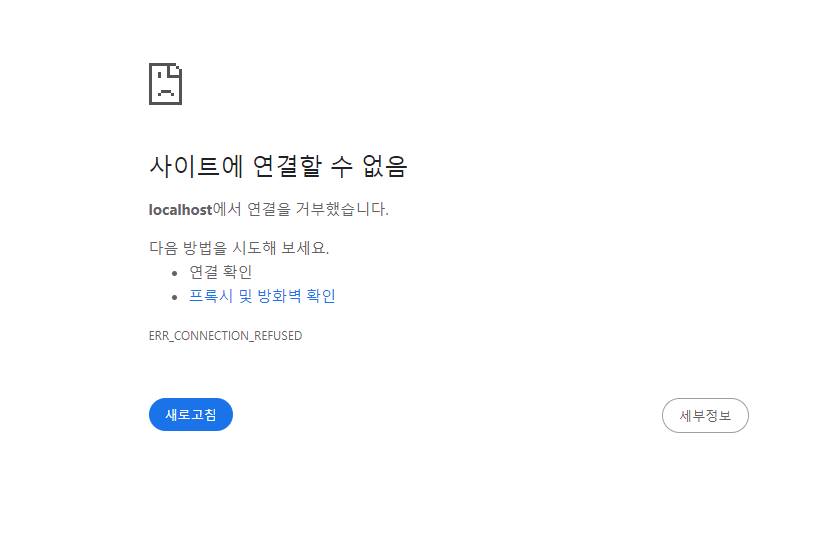 사이트에 연결할 수 없음
localhost에서 연결을 거부했습니다.
다음 방법을 시도해 보세요.
• 연결 확인
• 프록시 및 방화벽 확인
ERR_CONNECTION_REFUSED
새로고침
세부정보